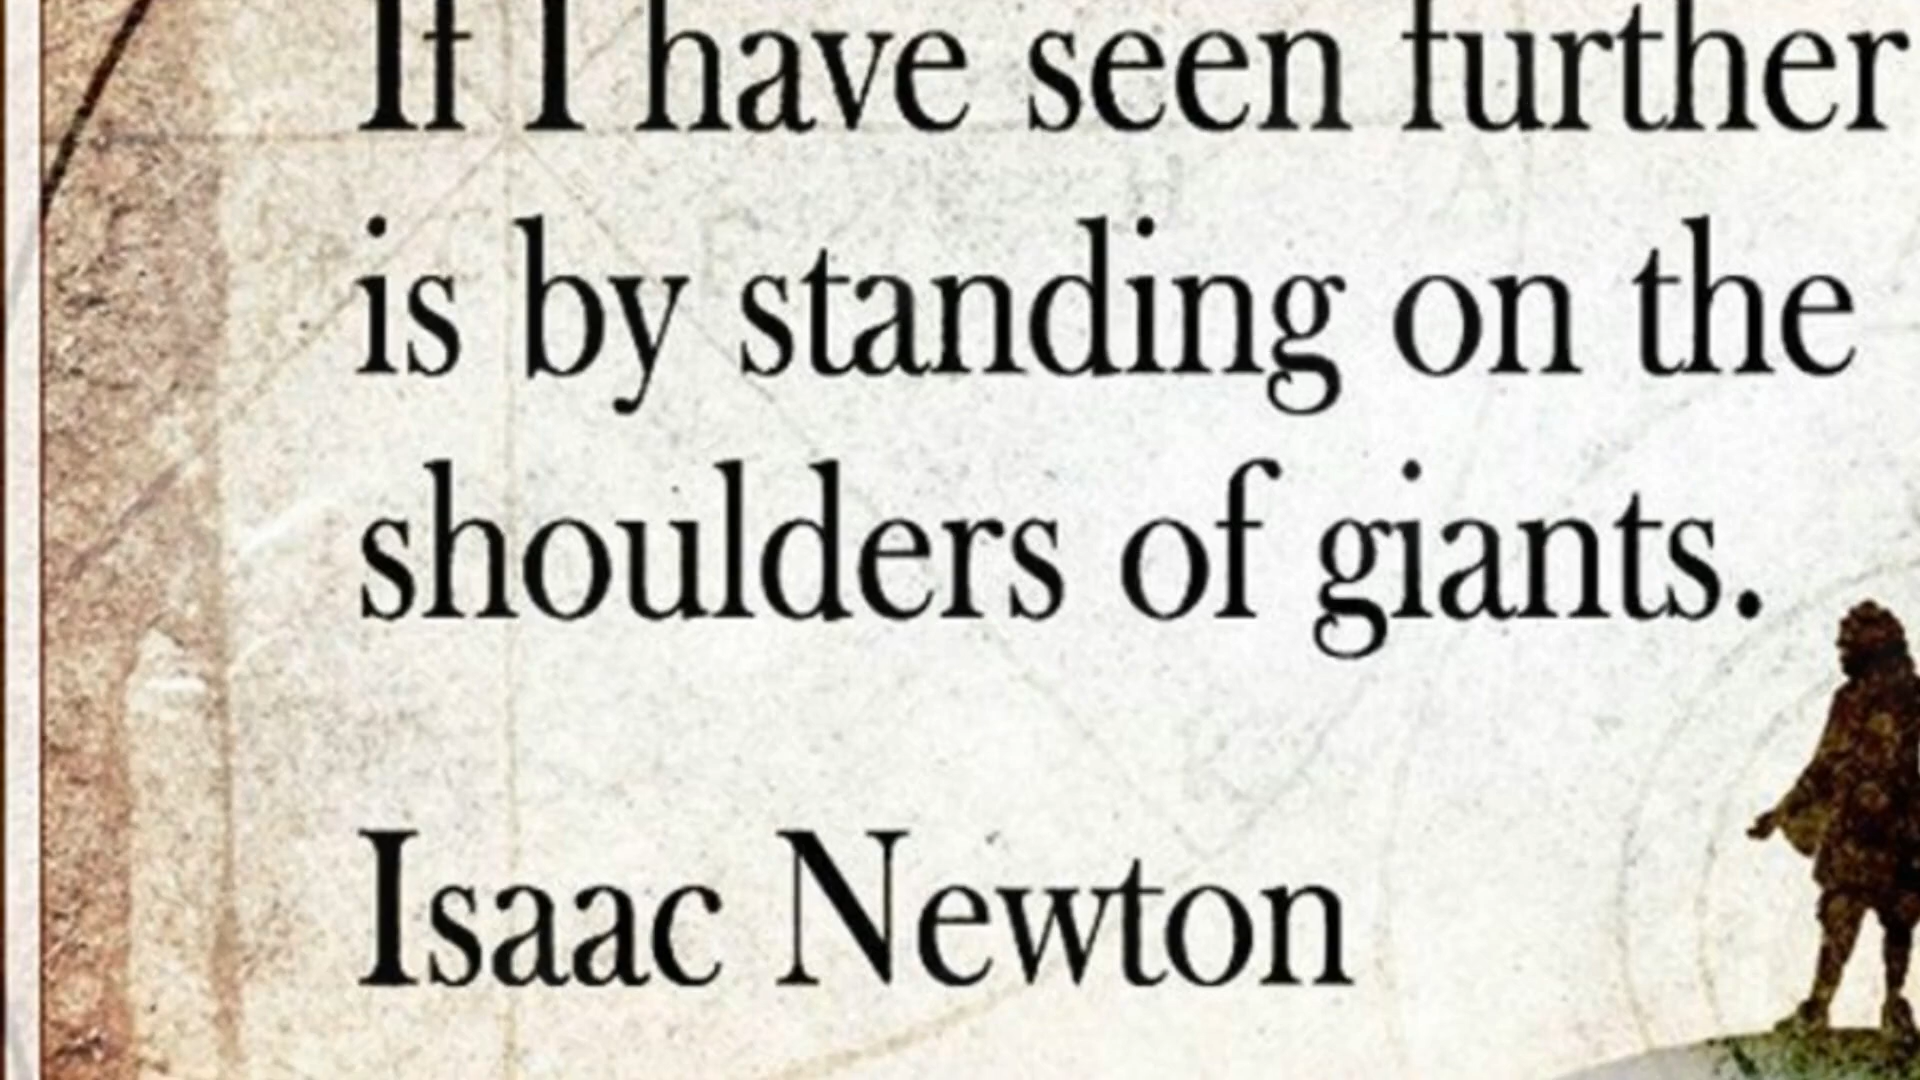 If I have seen further
is by standing on the
shoulders of giants.
Isaac Newton